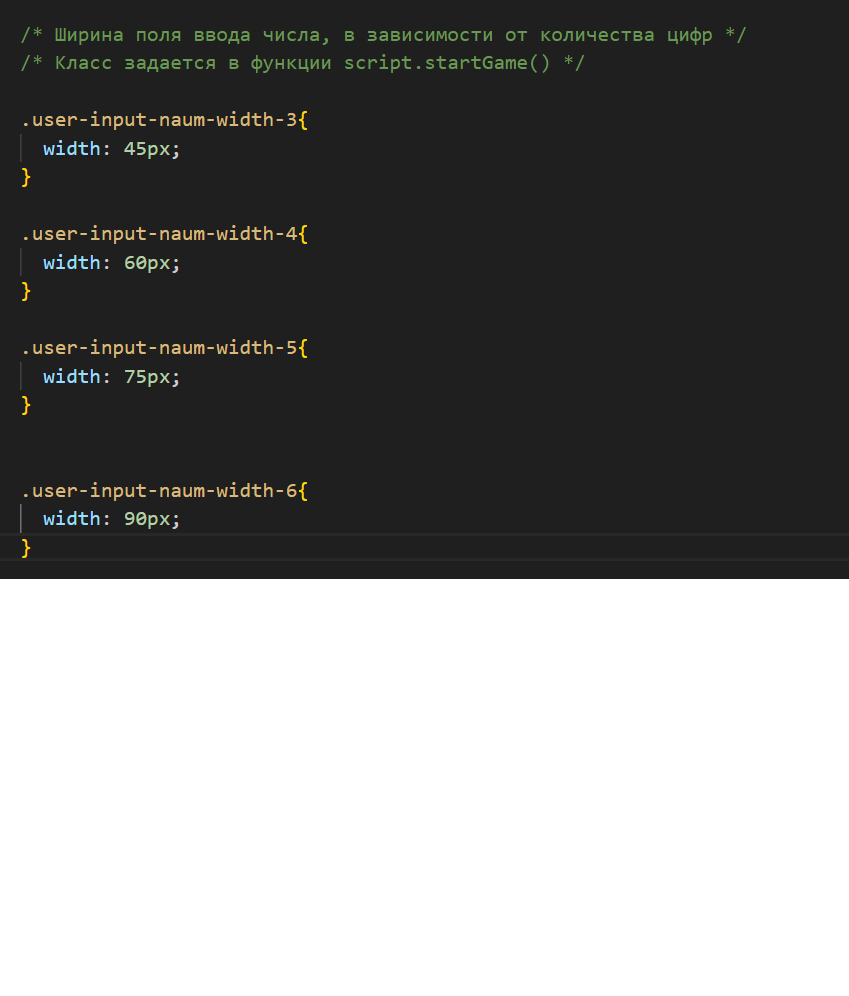 /* Ширина поля ввода числа, в зависимости от количества цифр */
/* Класс задается в функции script.startGame() */
.user-input-naum-width-3{
width: 45px;
}
.user-input-naum-width-4{
width: 60px;
}
.user-input-naum-width-5{
width: 75px;
}
.user-input-naum-width-6{
width: 90px;
}